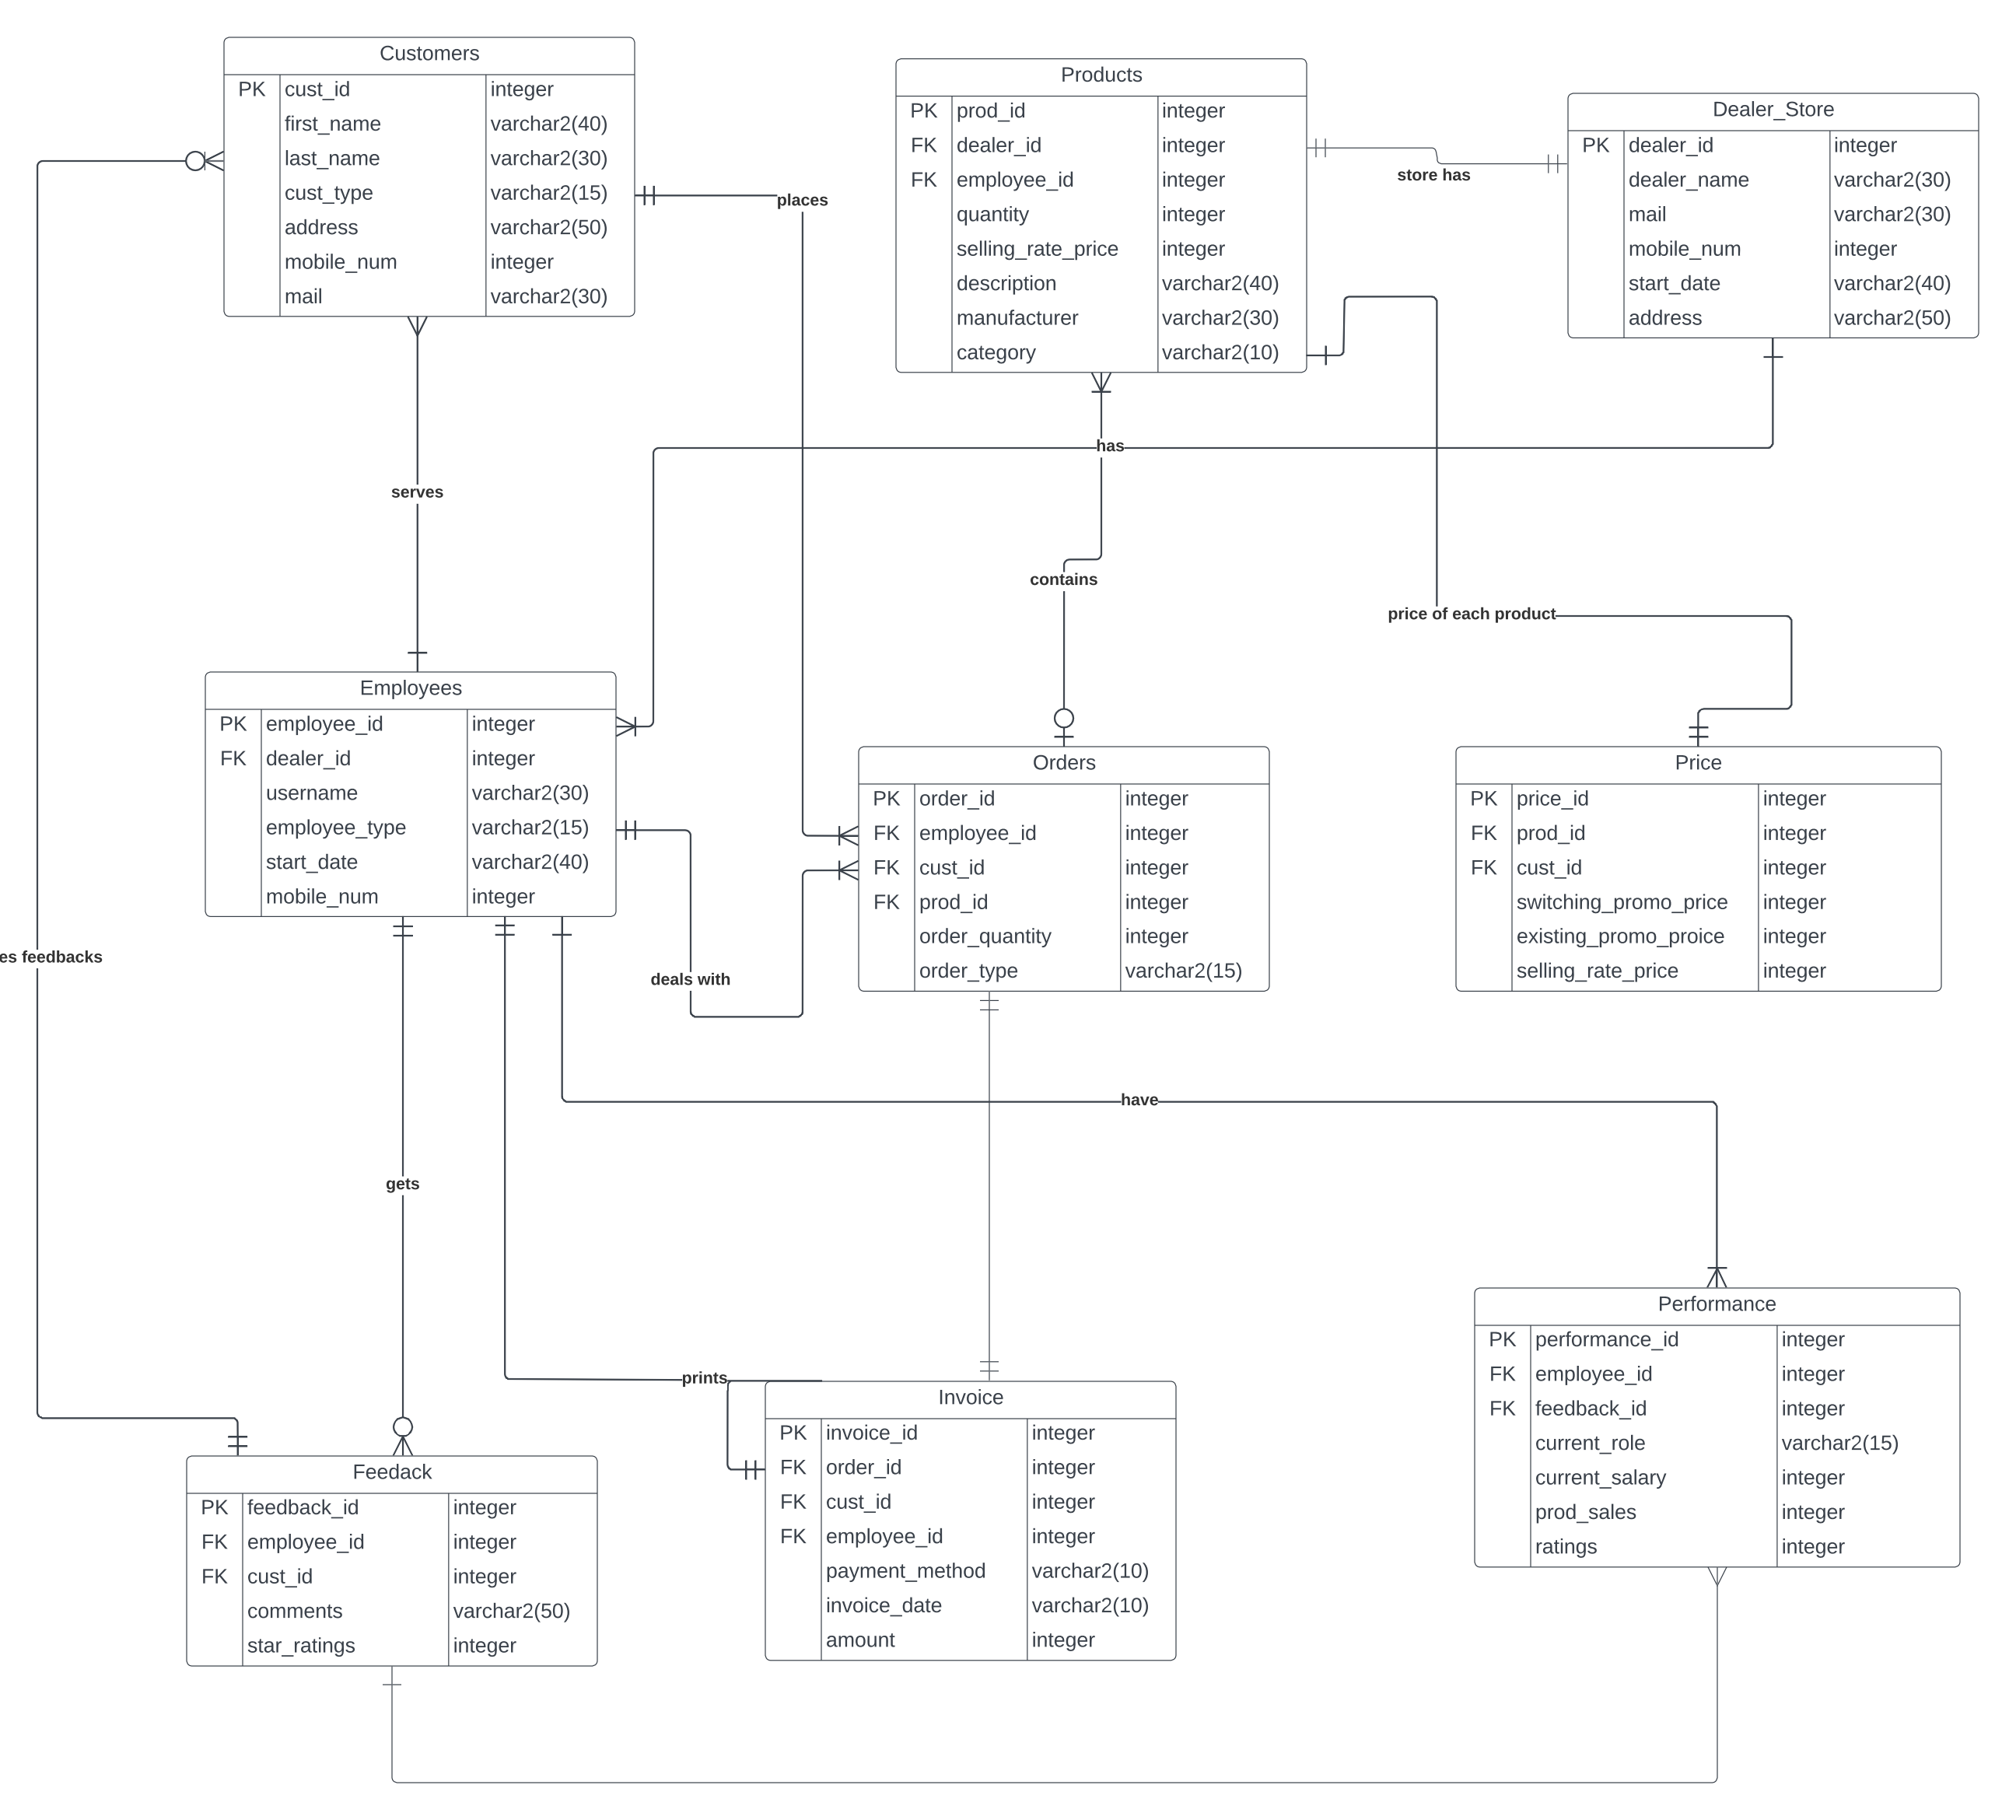 Customers
PK cust_id integer
first_name varchar2(40)
last_name varchar2(30)
cust_type varchar2(15)
address varchar2(50)
mobile_num integer
mail varchar2(30)
Products
PK prod_id integer
FK dealer_id integer
FK employee_id integer
quantity integer
selling_rate_price integer
description varchar2(40)
manufacturer varchar2(30)
category varchar2(10)
Dealer_Store
PK dealer_id integer
dealer_name varchar2(30)
mail varchar2(30)
mobile_num integer
start_date varchar2(40)
address varchar2(50)
store has
places
has
serves
contains
price of each product
Employees
PK employee_id integer
FK dealer_id integer
username varchar2(30)
employee_type varchar2(15)
start_date varchar2(40)
mobile_num integer
Orders
PK order_id integer
FK employee_id integer
FK cust_id integer
FK prod_id integer
order_quantity integer
order_type varchar2(15)
Price
PK price_id integer
FK prod_id integer
FK cust_id integer
switching_promo_price integer
existing_promo_proice integer
selling_rate_price integer
es feedbacks
deals with
have
gets
prints
Feedack
PK feedback_id integer
FK employee_id integer
FK cust_id integer
comments varchar2(50)
star_ratings integer
Invoice
PK invoice_id integer
FK order_id integer
FK cust_id integer
FK employee_id integer
payment_method varchar2(10)
invoice_date varchar2(10)
amount integer
Performance
PK performance_id integer
FK employee_id integer
FK feedback_id integer
current_role varchar2(15)
current_salary integer
prod_sales integer
ratings integer